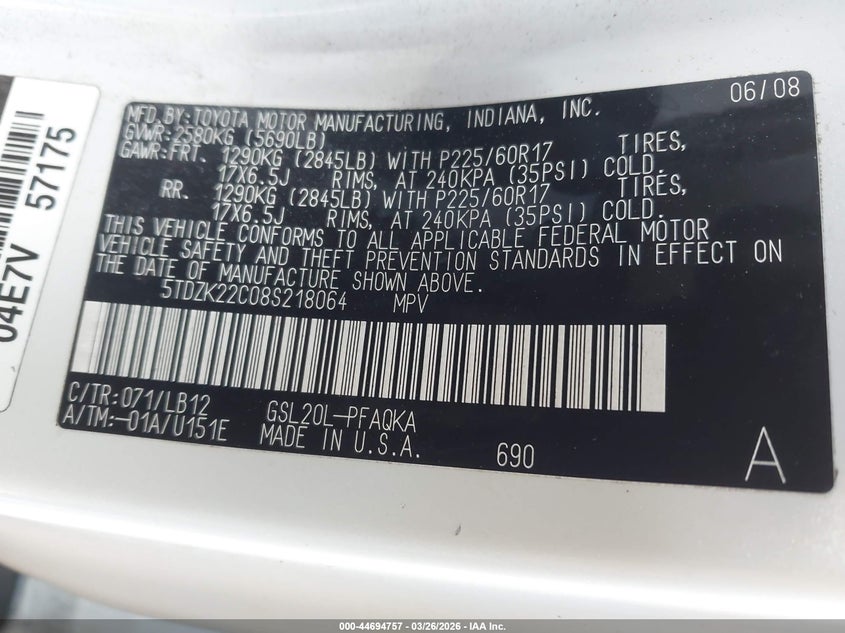 06/08
MFD.BY:TOYOTA MOTOR MANUFACTURING, INDIANA, INC.
GVWR:2580KG (5690LB)
GAWR:FRT. 1290KG (2845LB) WITH P225/60R17 TIRES,
17X6.5J RIMS, AT 240KPA (35PSI) COLD.
RR. 1290KG (2845LB) WITH P225/60R17 TIRES,
17X6.5J RIMS, AT 240KPA (35PSI) COLD.
THIS VEHICLE CONFORMS TO ALL APPLICABLE FEDERAL MOTOR
VEHICLE SAFETY AND THEFT PREVENTION STANDARDS IN EFFECT ON
THE DATE OF MANUFACTURE SHOWN ABOVE.
5TDZK22C08S218064 MPV
C/TR:071/LB12 GSL20L-PFAQKA
A/TM:-01A/U151E MADE IN U.S.A. 690 A
04E7V 57175
000-44694757 - 03/26/2026 - IAA Inc.